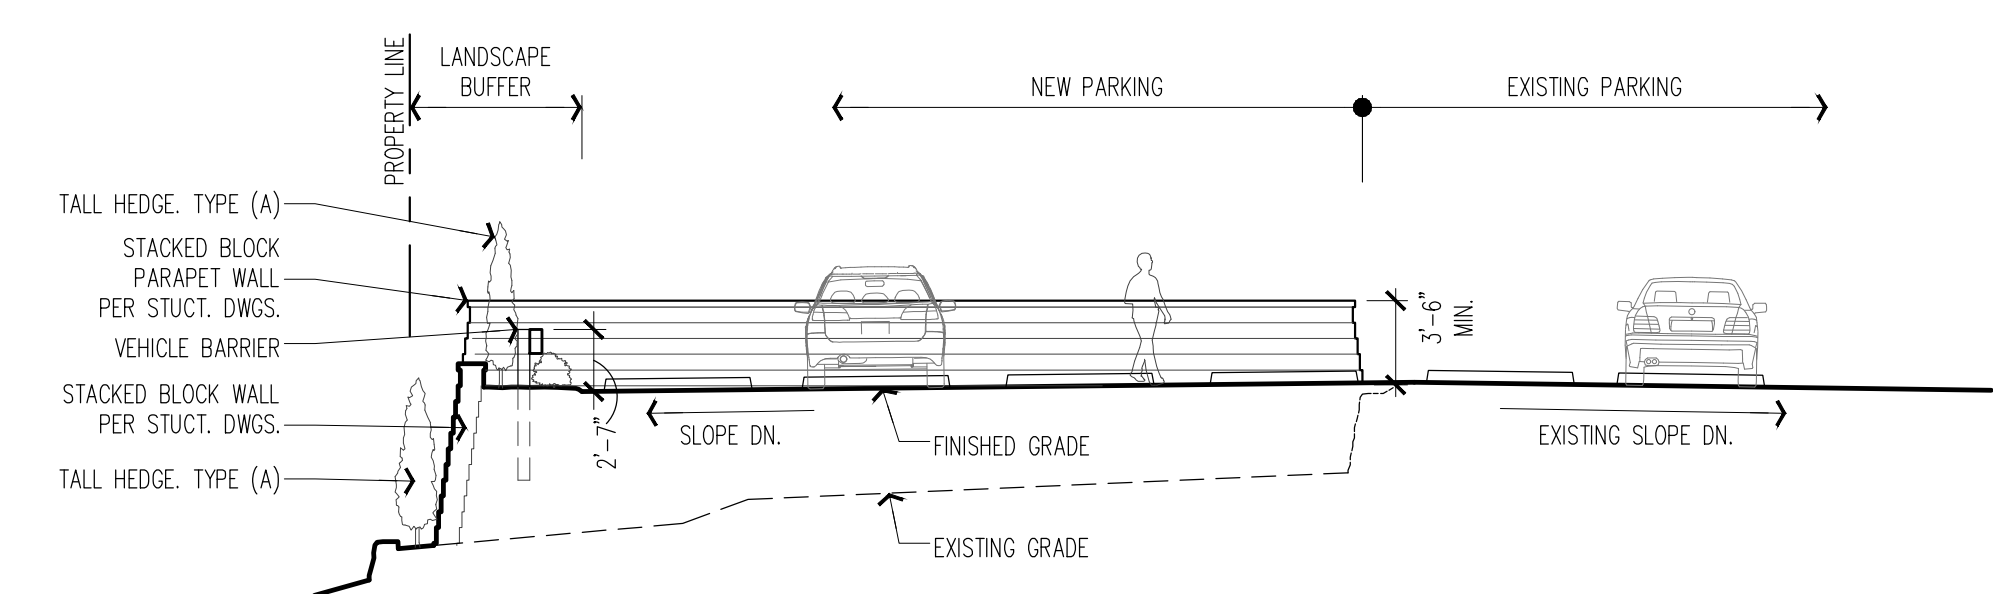 PROPERTY LINE
LANDSCAPE
BUFFER
NEW PARKING
EXISTING PARKING
TALL HEDGE. TYPE (A)
STACKED BLOCK
PARAPET WALL
PER STUCT. DWGS.
VEHICLE BARRIER
STACKED BLOCK WALL
PER STUCT. DWGS.
TALL HEDGE. TYPE (A)
2'-7"
SLOPE DN.
FINISHED GRADE
EXISTING GRADE
3'-6"
MIN.
EXISTING SLOPE DN.